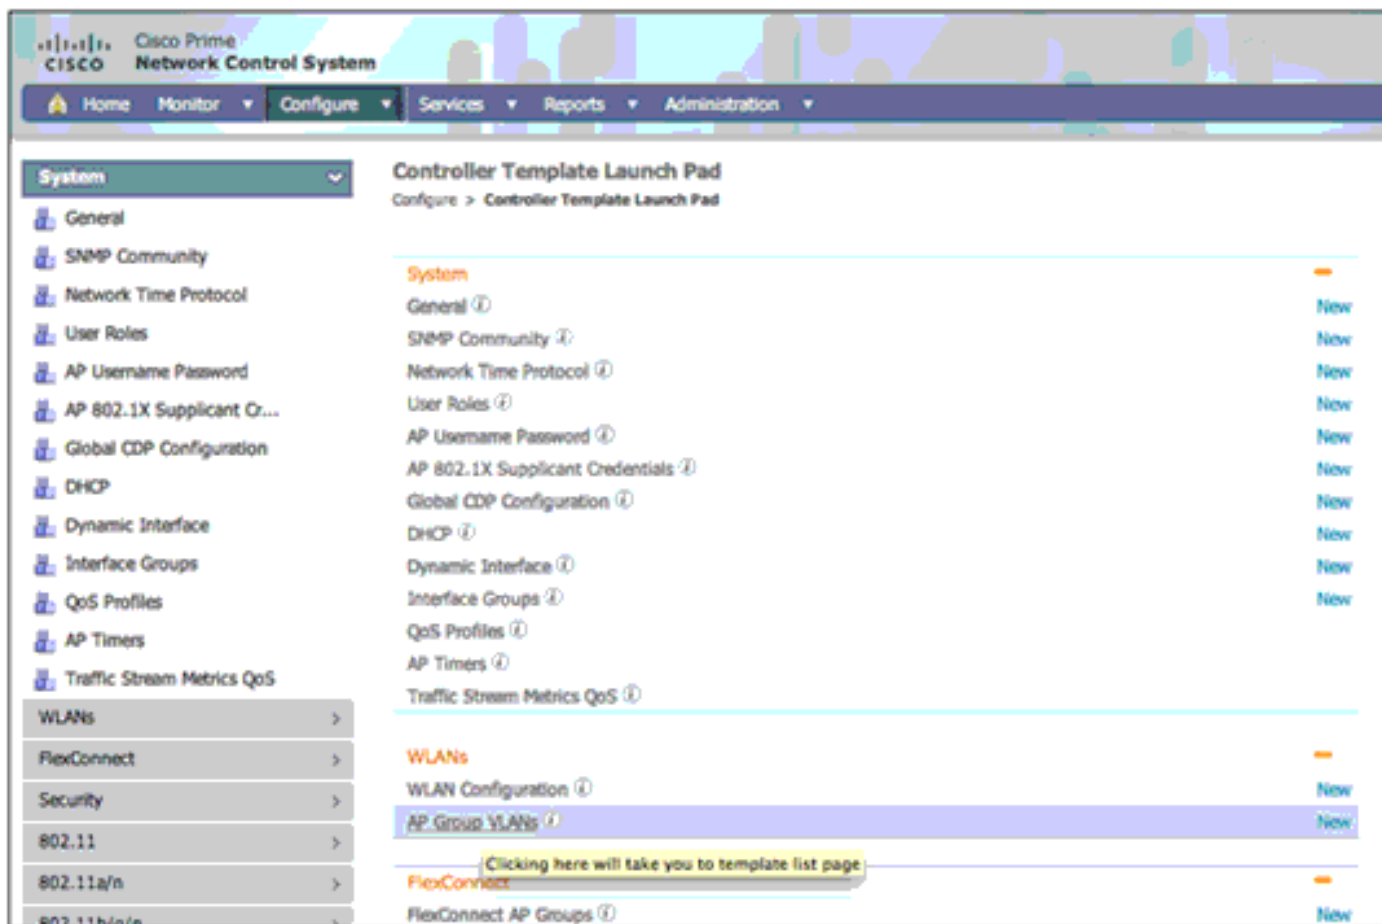 Cisco Prime
CISCO Network Control System
Home Monitor Configure Services Reports Administration
System
General
SNMP Community
Network Time Protocol
User Roles
AP Username Password
AP 802.1X Supplicant Cr...
Global CDP Configuration
DHCP
Dynamic Interface
Interface Groups
QoS Profiles
AP Timers
Traffic Stream Metrics QoS
WLANs
FlexConnect
Security
802.11
802.11a/n
802.11b/g/n
Controller Template Launch Pad
Configure > Controller Template Launch Pad
System
General New
SNMP Community New
Network Time Protocol New
User Roles New
AP Username Password New
AP 802.1X Supplicant Credentials New
Global CDP Configuration New
DHCP New
Dynamic Interface New
Interface Groups New
QoS Profiles
AP Timers
Traffic Stream Metrics QoS
WLANs
WLAN Configuration New
AP Group VLANs New
Clicking here will take you to template list page
FlexConnect
FlexConnect AP Groups New